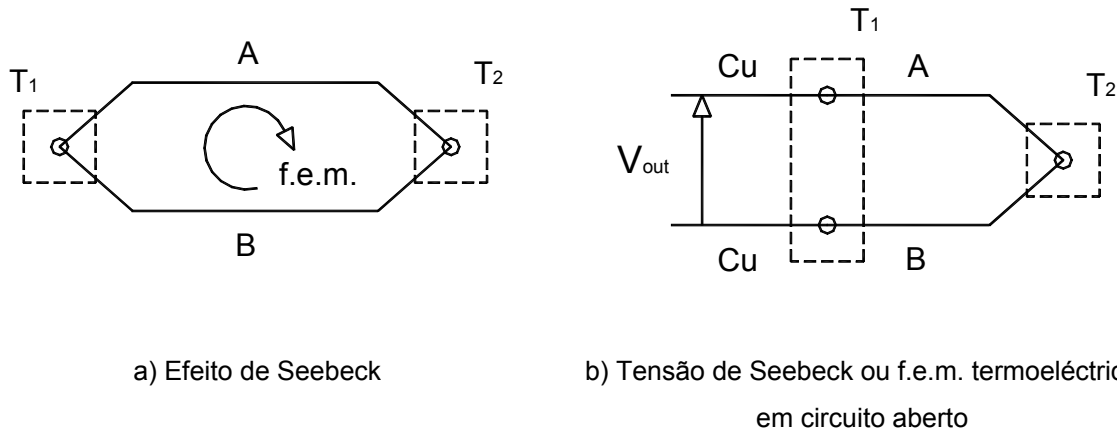 A
T1
T2
f.e.m.
B
a) Efeito de Seebeck
T1
Cu
A
T2
Vout
Cu
B
b) Tensão de Seebeck ou f.e.m. termoeléctric
em circuito aberto